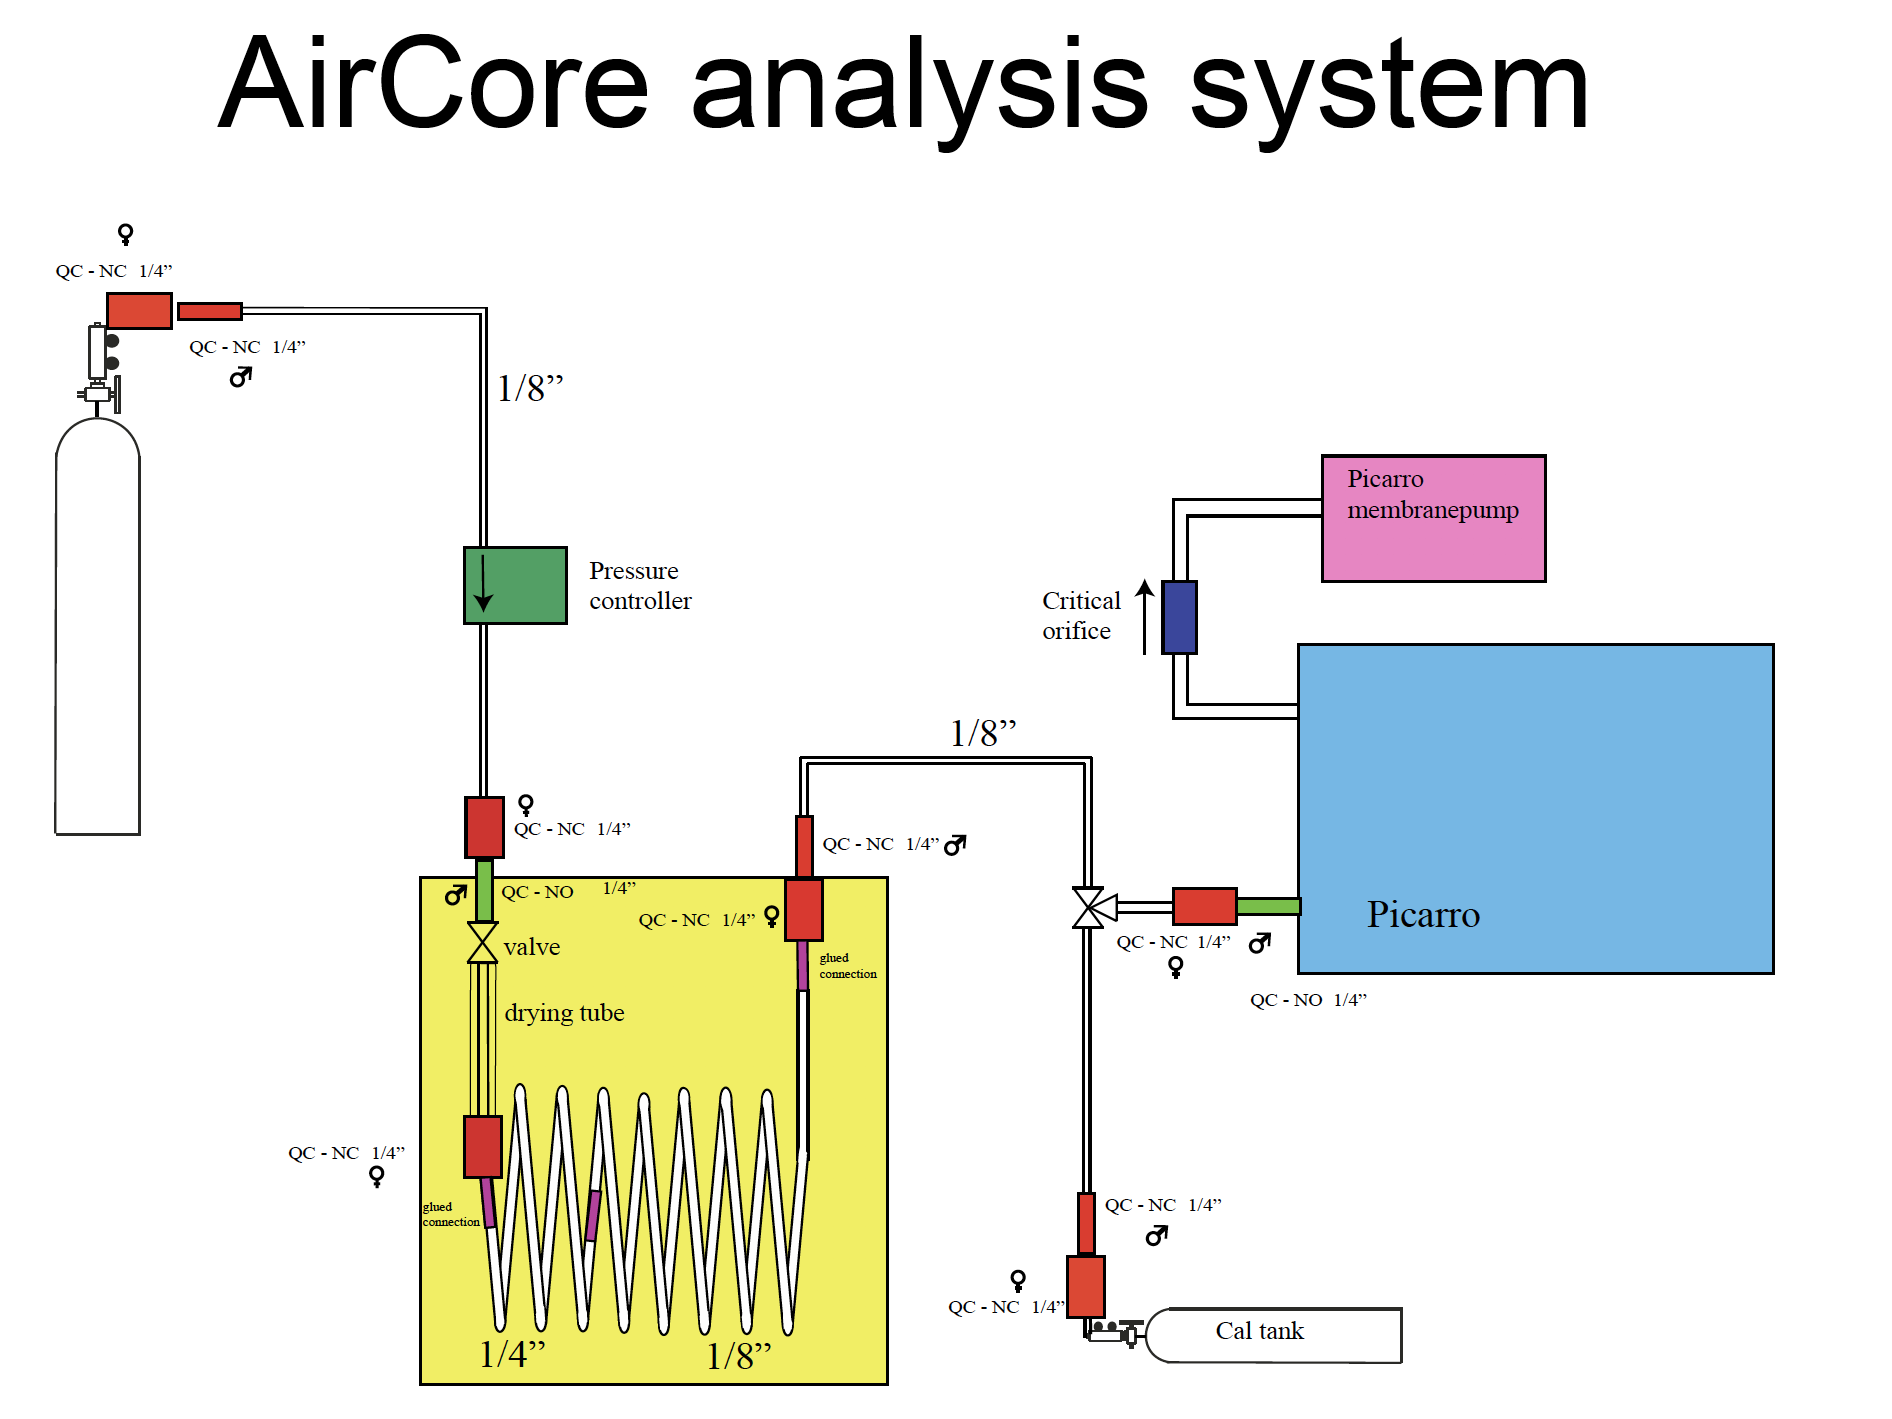 AirCore analysis system
♀
QC - NC 1/4”
QC - NC 1/4”
♂
1/8”
Pressure
controller
Picarro
membranepump
Critical
orifice
1/8”
♀
QC - NC 1/4”
QC - NC 1/4” ♂
♂ QC - NO 1/4”
QC - NC 1/4” ♀
valve
glued
connection
drying tube
Picarro
QC - NC 1/4” ♂
♀
QC - NO 1/4”
QC - NC 1/4”
♀
glued
connection
QC - NC 1/4”
♂
♀
QC - NC 1/4”
Cal tank
1/4”
1/8”